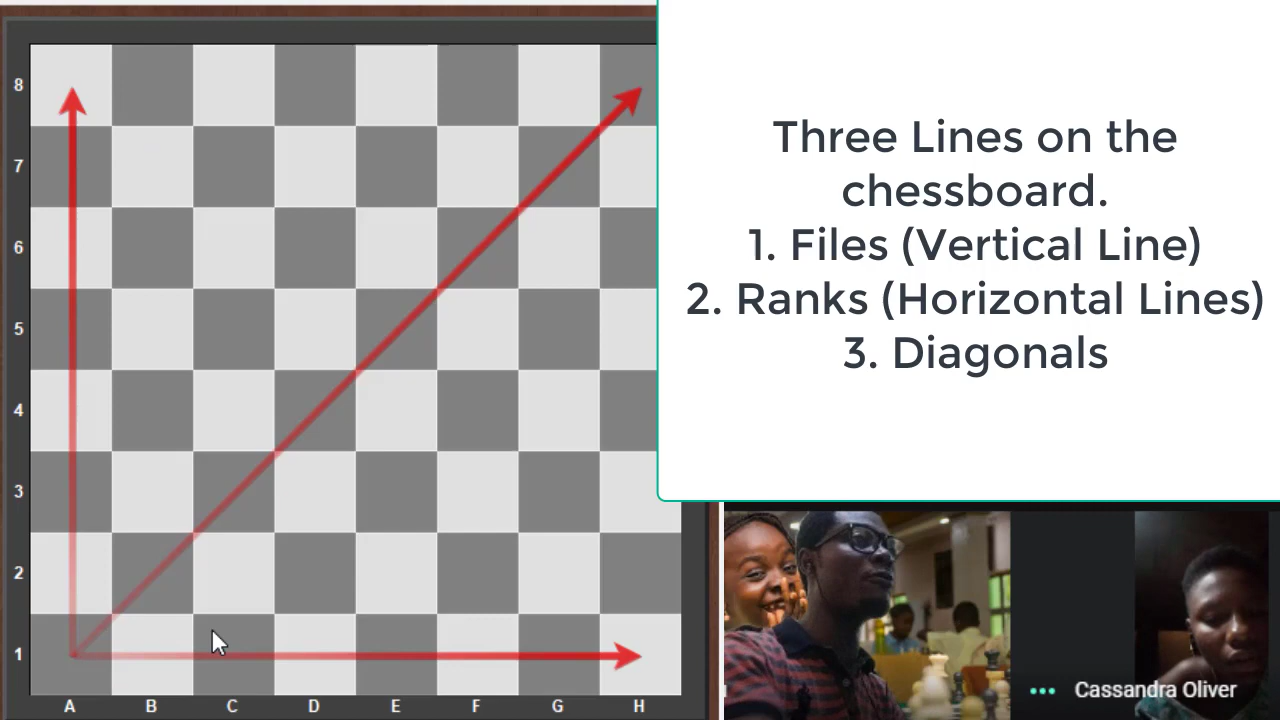 8
7
6
5
4
3
2
1
A B C D E F G H
Three Lines on the
chessboard.
1. Files (Vertical Line)
2. Ranks (Horizontal Lines)
3. Diagonals
Cassandra Oliver